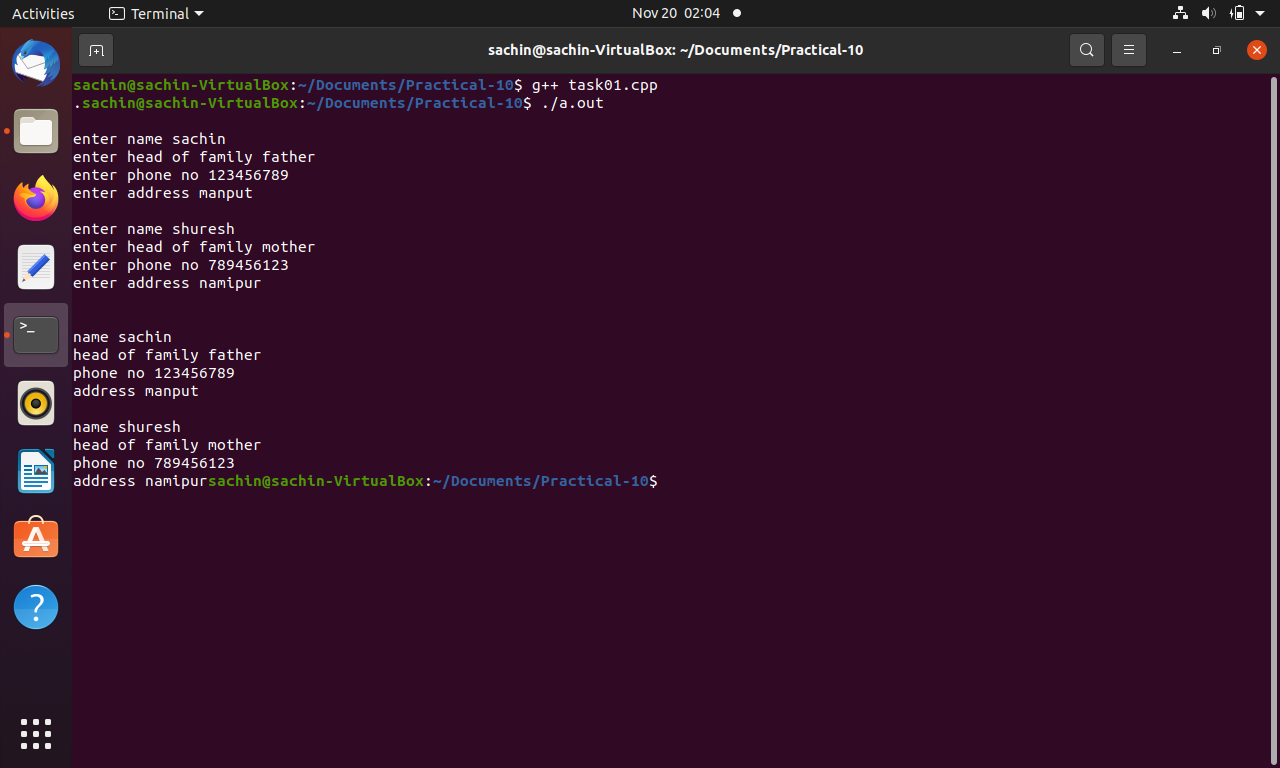 Activities Terminal Nov 20 02:04
sachin@sachin-VirtualBox: ~/Documents/Practical-10
sachin@sachin-VirtualBox:~/Documents/Practical-10$ g++ task01.cpp
.sachin@sachin-VirtualBox:~/Documents/Practical-10$ ./a.out
enter name sachin
enter head of family father
enter phone no 123456789
enter address manput
enter name shuresh
enter head of family mother
enter phone no 789456123
enter address namipur
name sachin
head of family father
phone no 123456789
address manput
name shuresh
head of family mother
phone no 789456123
address namipursachin@sachin-VirtualBox:~/Documents/Practical-10$